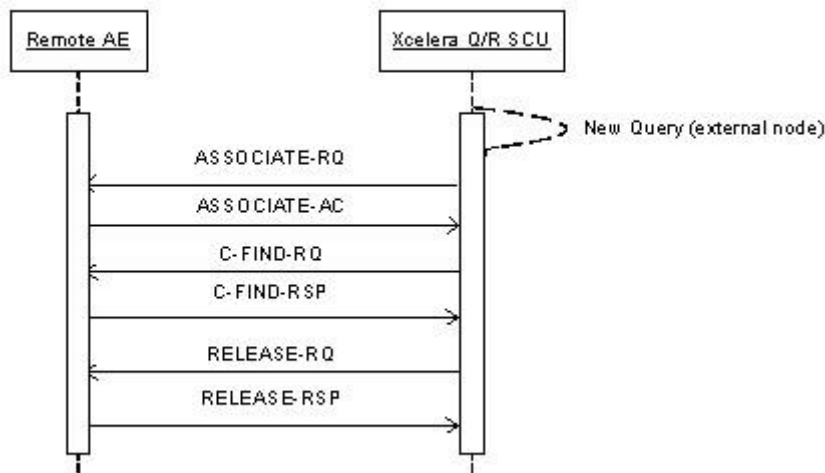 Remote AE
Xcelera Q/R SCU
New Query (external node)
ASSOCIATE-RQ
ASSOCIATE-AC
C-FIND-RQ
C-FIND-RSP
RELEASE-RQ
RELEASE-RSP